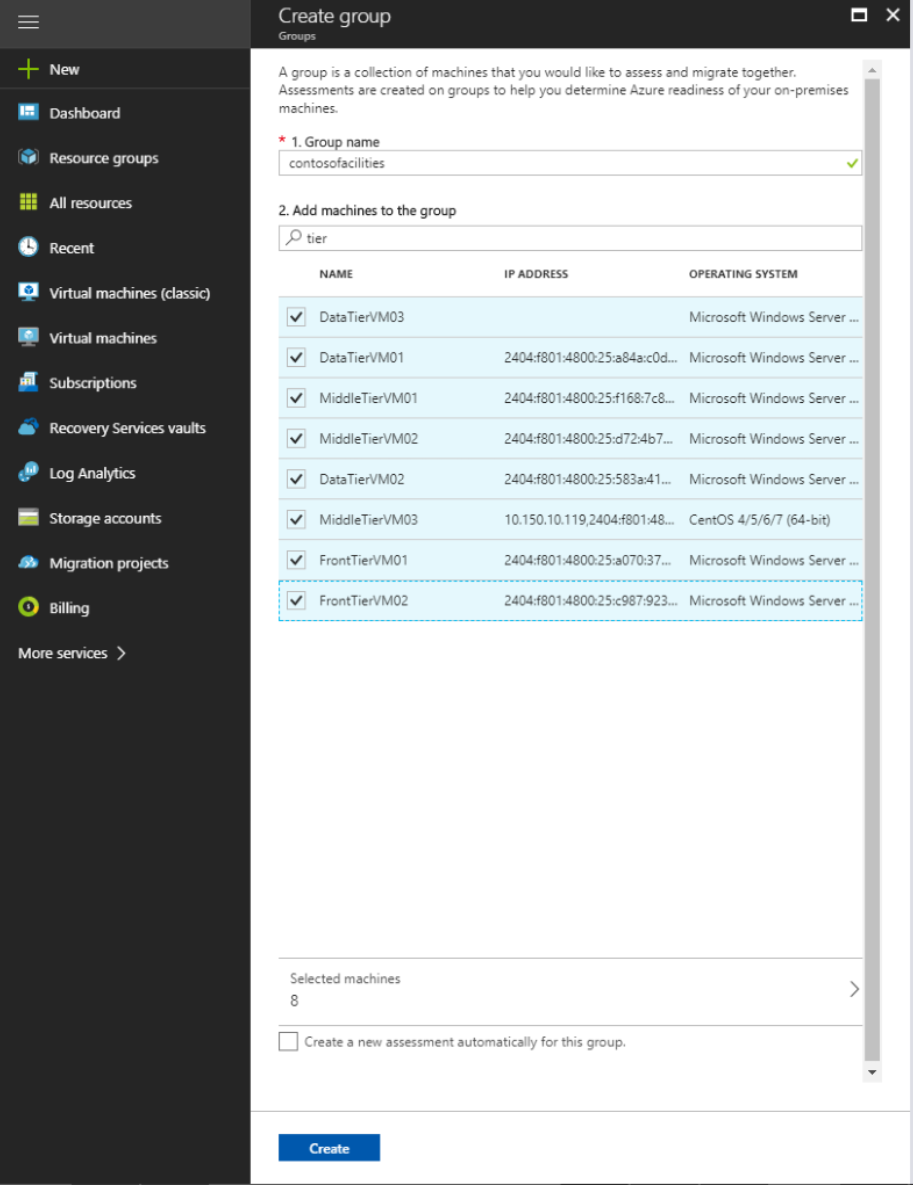 Create group
Groups
New
Dashboard
Resource groups
All resources
Recent
Virtual machines (classic)
Virtual machines
Subscriptions
Recovery Services vaults
Log Analytics
Storage accounts
Migration projects
Billing
More services
A group is a collection of machines that you would like to assess and migrate together.
Assessments are created on groups to help you determine Azure readiness of your on-premises
machines.
* 1. Group name
contosofacilities
2. Add machines to the group
tier
NAME IP ADDRESS OPERATING SYSTEM
DataTierVM03 Microsoft Windows Server ...
DataTierVM01 2404:f801:4800:25:a84a:c0d... Microsoft Windows Server ...
MiddleTierVM01 2404:f801:4800:25:f168:7c8... Microsoft Windows Server ...
MiddleTierVM02 2404:f801:4800:25:d72:4b7... Microsoft Windows Server ...
DataTierVM02 2404:f801:4800:25:583a:41... Microsoft Windows Server ...
MiddleTierVM03 10.150.10.119,2404:f801:48... CentOS 4/5/6/7 (64-bit)
FrontTierVM01 2404:f801:4800:25:a070:37... Microsoft Windows Server ...
FrontTierVM02 2404:f801:4800:25:c987:923... Microsoft Windows Server ...
Selected machines
8
Create a new assessment automatically for this group.
Create